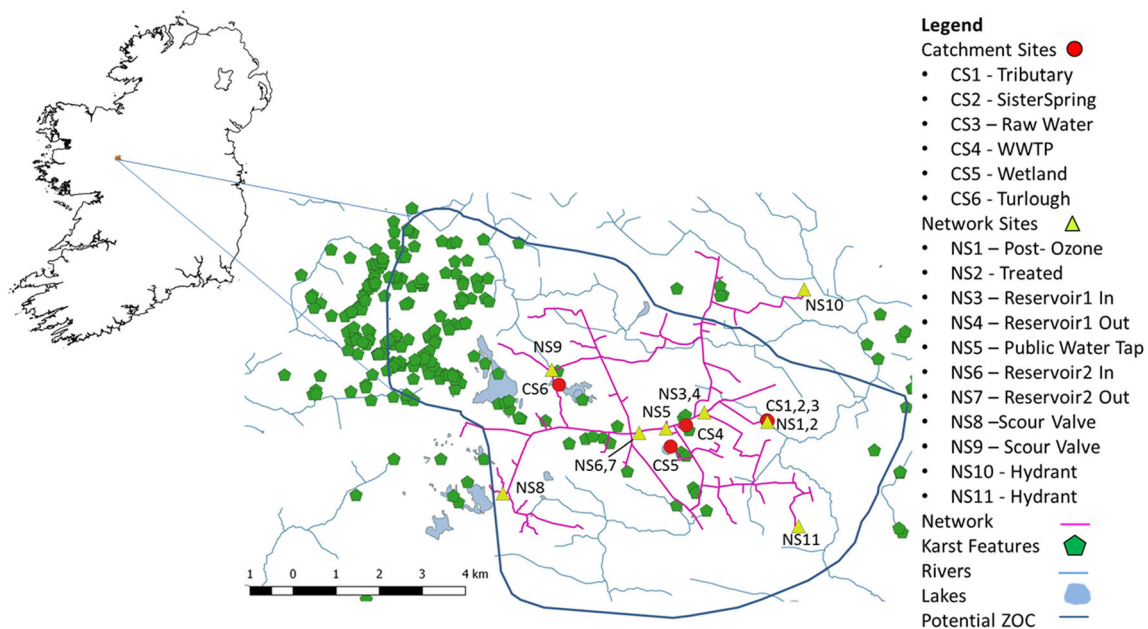 Legend
Catchment Sites
• CS1 - Tributary
• CS2 - SisterSpring
• CS3 – Raw Water
• CS4 - WWTP
• CS5 - Wetland
• CS6 - Turlough
Network Sites
• NS1 – Post- Ozone
• NS2 – Treated
• NS3 – Reservoir1 In
• NS4 – Reservoir1 Out
• NS5 – Public Water Tap
• NS6 – Reservoir2 In
• NS7 – Reservoir2 Out
• NS8 –Scour Valve
• NS9 – Scour Valve
• NS10 - Hydrant
• NS11 - Hydrant
Network
Karst Features
Rivers
Lakes
Potential ZOC
NS10
NS9
CS6
NS3,4
CS1,2,3
NS5
NS1,2
CS4
NS6,7
CS5
NS8
NS11
1 0 1 2 3 4 km